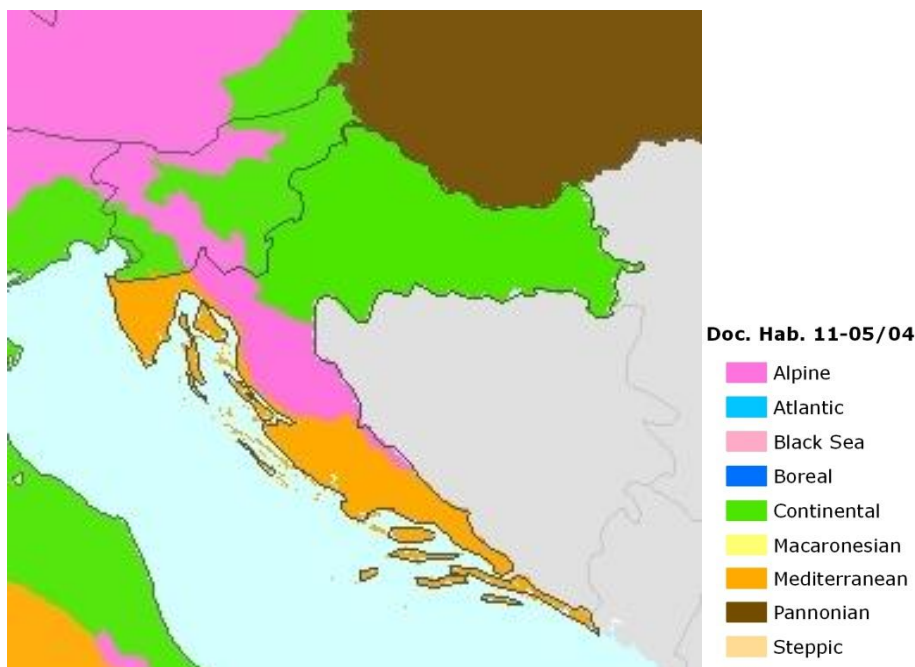 Doc. Hab. 11-05/04
Alpine
Atlantic
Black Sea
Boreal
Continental
Macaronesian
Mediterranean
Pannonian
Steppic